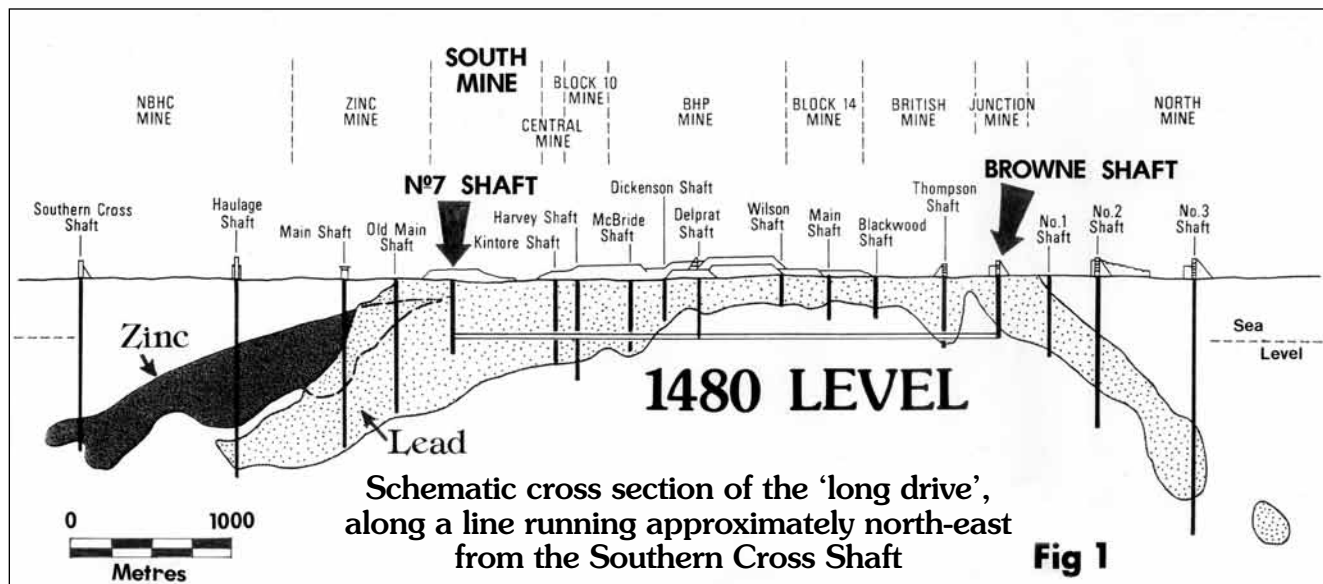 NBHC
MINE
ZINC
MINE
SOUTH
MINE
CENTRAL
MINE
BLOCK 10
MINE
BHP
MINE
BLOCK 14
MINE
BRITISH
MINE
JUNCTION
MINE
NORTH
MINE
Nº7 SHAFT
BROWNE SHAFT
Southern Cross
Shaft
Haulage
Shaft
Main Shaft
Old Main
Shaft
Kintore Shaft
Harvey Shaft
McBride
Shaft
Dickenson Shaft
Delprat
Shaft
Wilson
Shaft
Main
Shaft
Blackwood
Shaft
Thompson
Shaft
No.1
Shaft
No.2
Shaft
No.3
Shaft
Zinc
Lead
Sea
Level
1480 LEVEL
Schematic cross section of the ‘long drive’,
along a line running approximately north-east
from the Southern Cross Shaft
0 1000
Metres
Fig 1